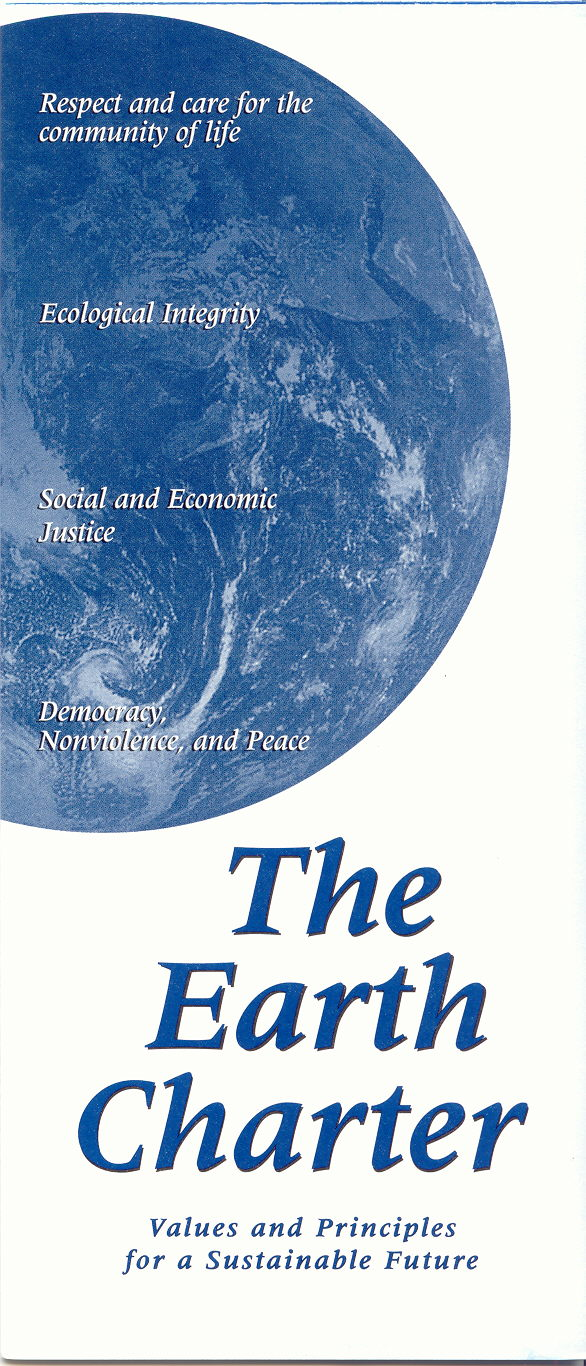 Respect and care for the
community of life
Ecological Integrity
Social and Economic
Justice
Democracy,
Nonviolence, and Peace
The
Earth
Charter
Values and Principles
for a Sustainable Future